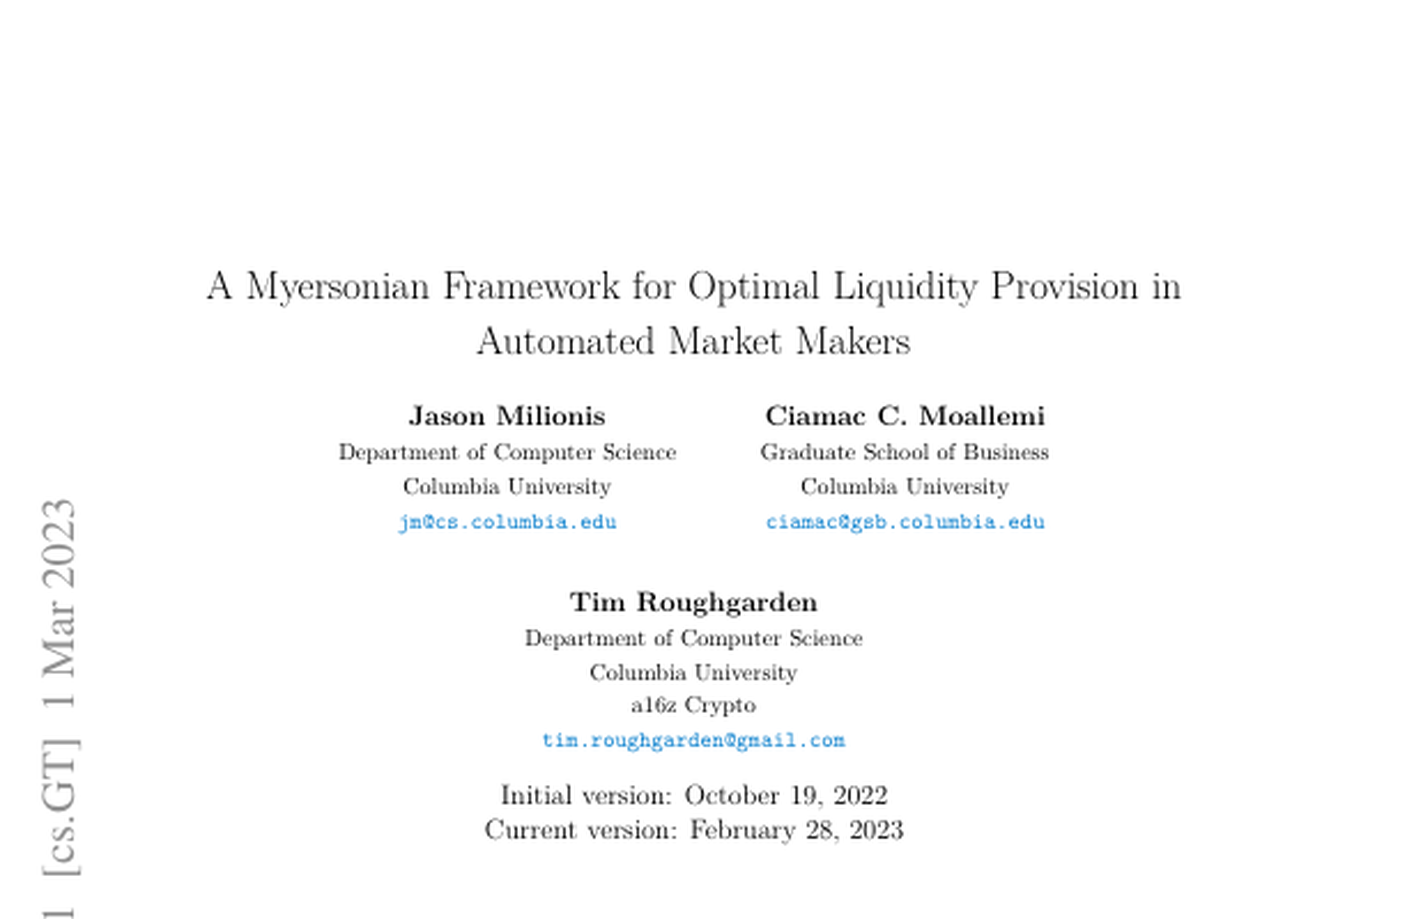 A Myersonian Framework for Optimal Liquidity Provision in
Automated Market Makers
Jason Milionis
Department of Computer Science
Columbia University
jm@cs.columbia.edu
Ciamac C. Moallemi
Graduate School of Business
Columbia University
ciamac@gsb.columbia.edu
Tim Roughgarden
Department of Computer Science
Columbia University
a16z Crypto
tim.roughgarden@gmail.com
Initial version: October 19, 2022
Current version: February 28, 2023
1 [cs.GT] 1 Mar 2023